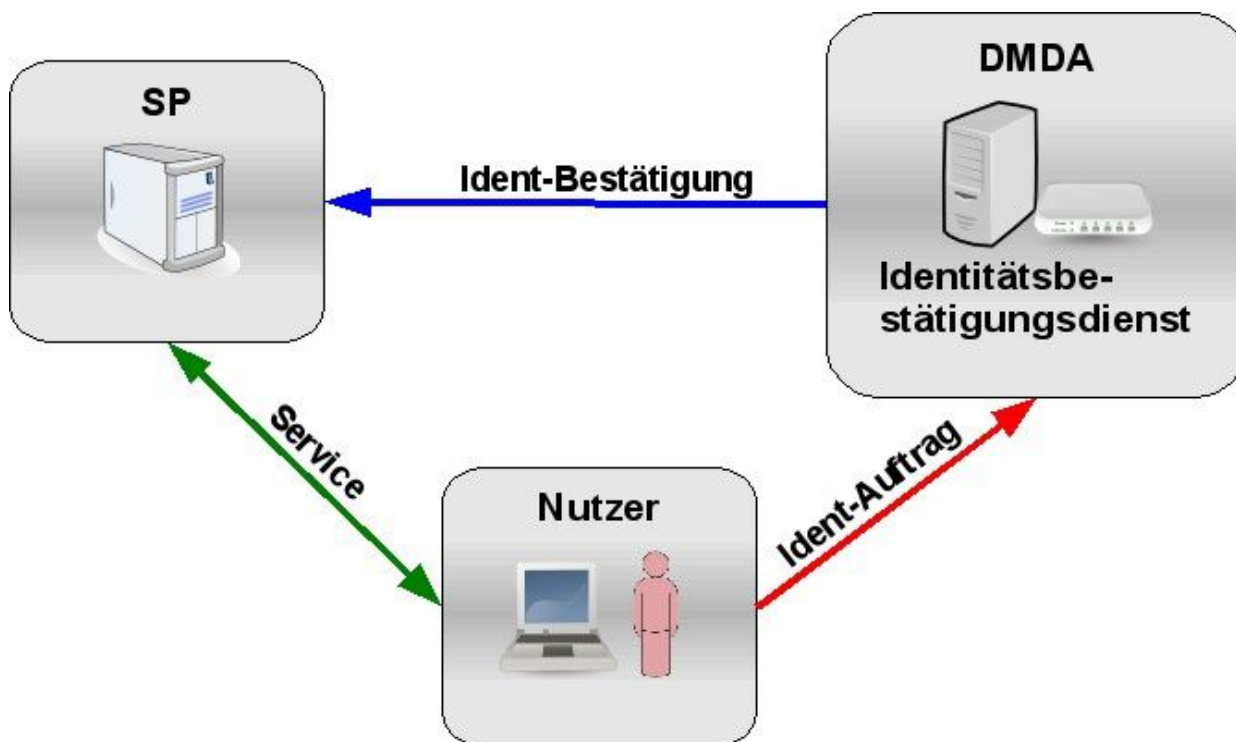 SP
DMDA
Ident-Bestätigung
Identitätsbe-
stätigungsdienst
Service
Ident-Auftrag
Nutzer